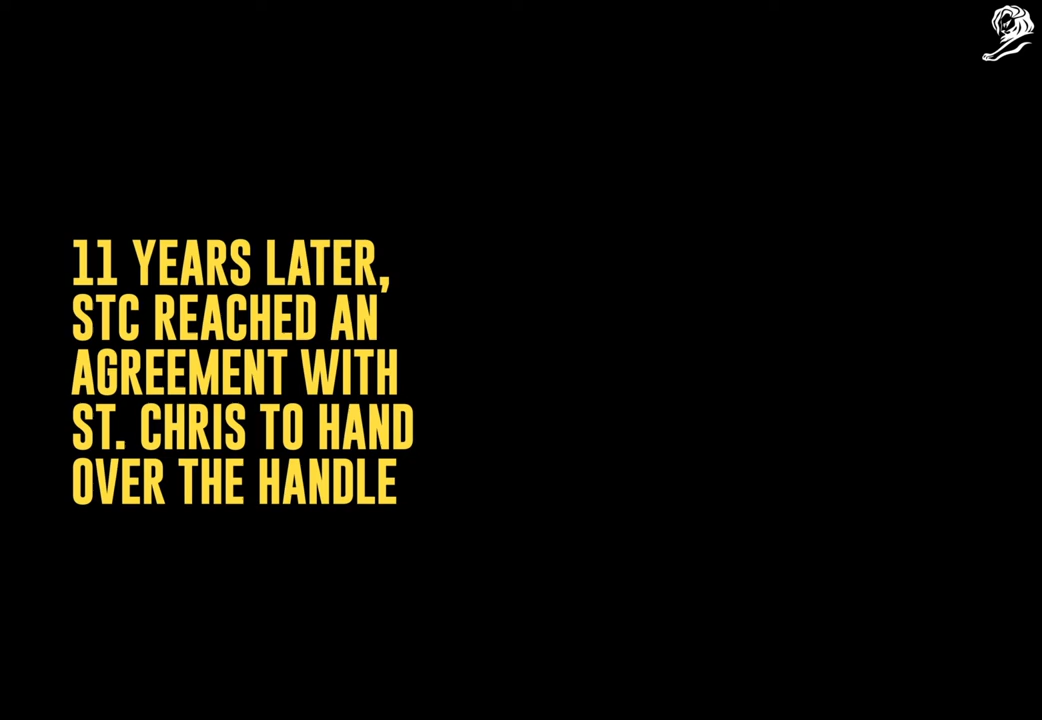 11 YEARS LATER,
STC REACHED AN
AGREEMENT WITH
ST. CHRIS TO HAND
OVER THE HANDLE